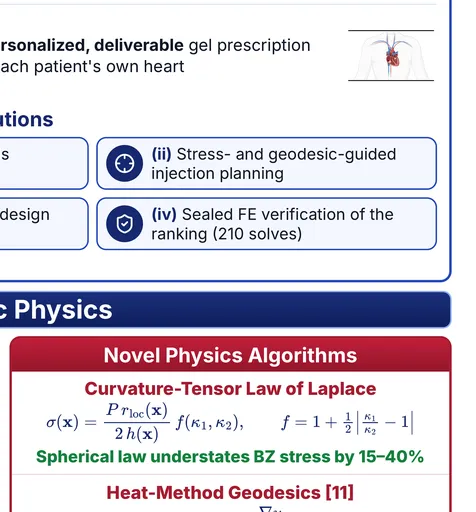 rsonalized, deliverable gel prescription
ach patient's own heart
utions
s
(ii) Stress- and geodesic-guided
injection planning
design
(iv) Sealed FE verification of the
ranking (210 solves)
c Physics
Novel Physics Algorithms
Curvature-Tensor Law of Laplace
σ(x) = P r_loc(x) / 2 h(x) f(κ₁, κ₂), f = 1 + 1/2 |κ₁/κ₂ − 1|
Spherical law understates BZ stress by 15–40%
Heat-Method Geodesics [11]